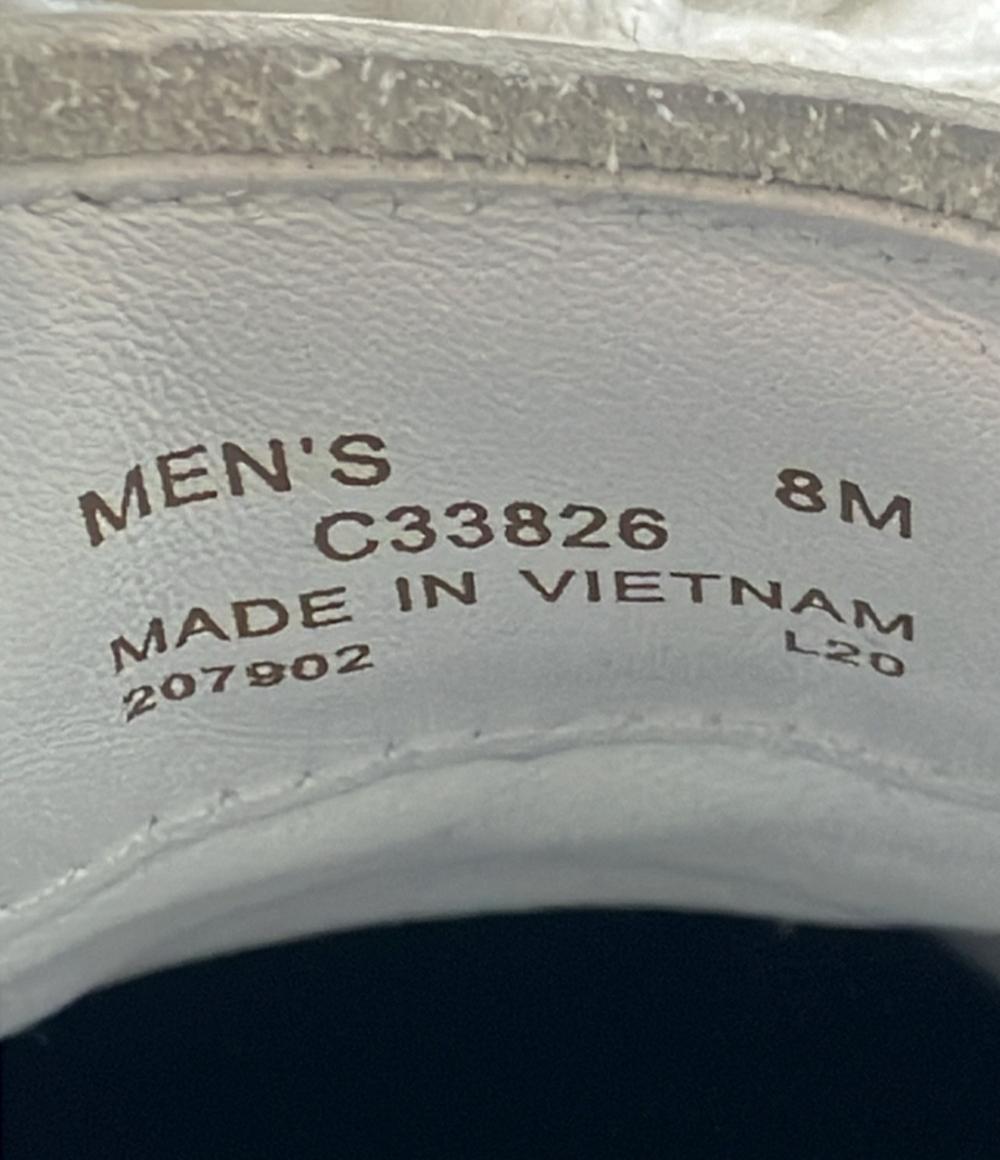 MEN'S 8M
C33826
MADE IN VIETNAM
207902 L20